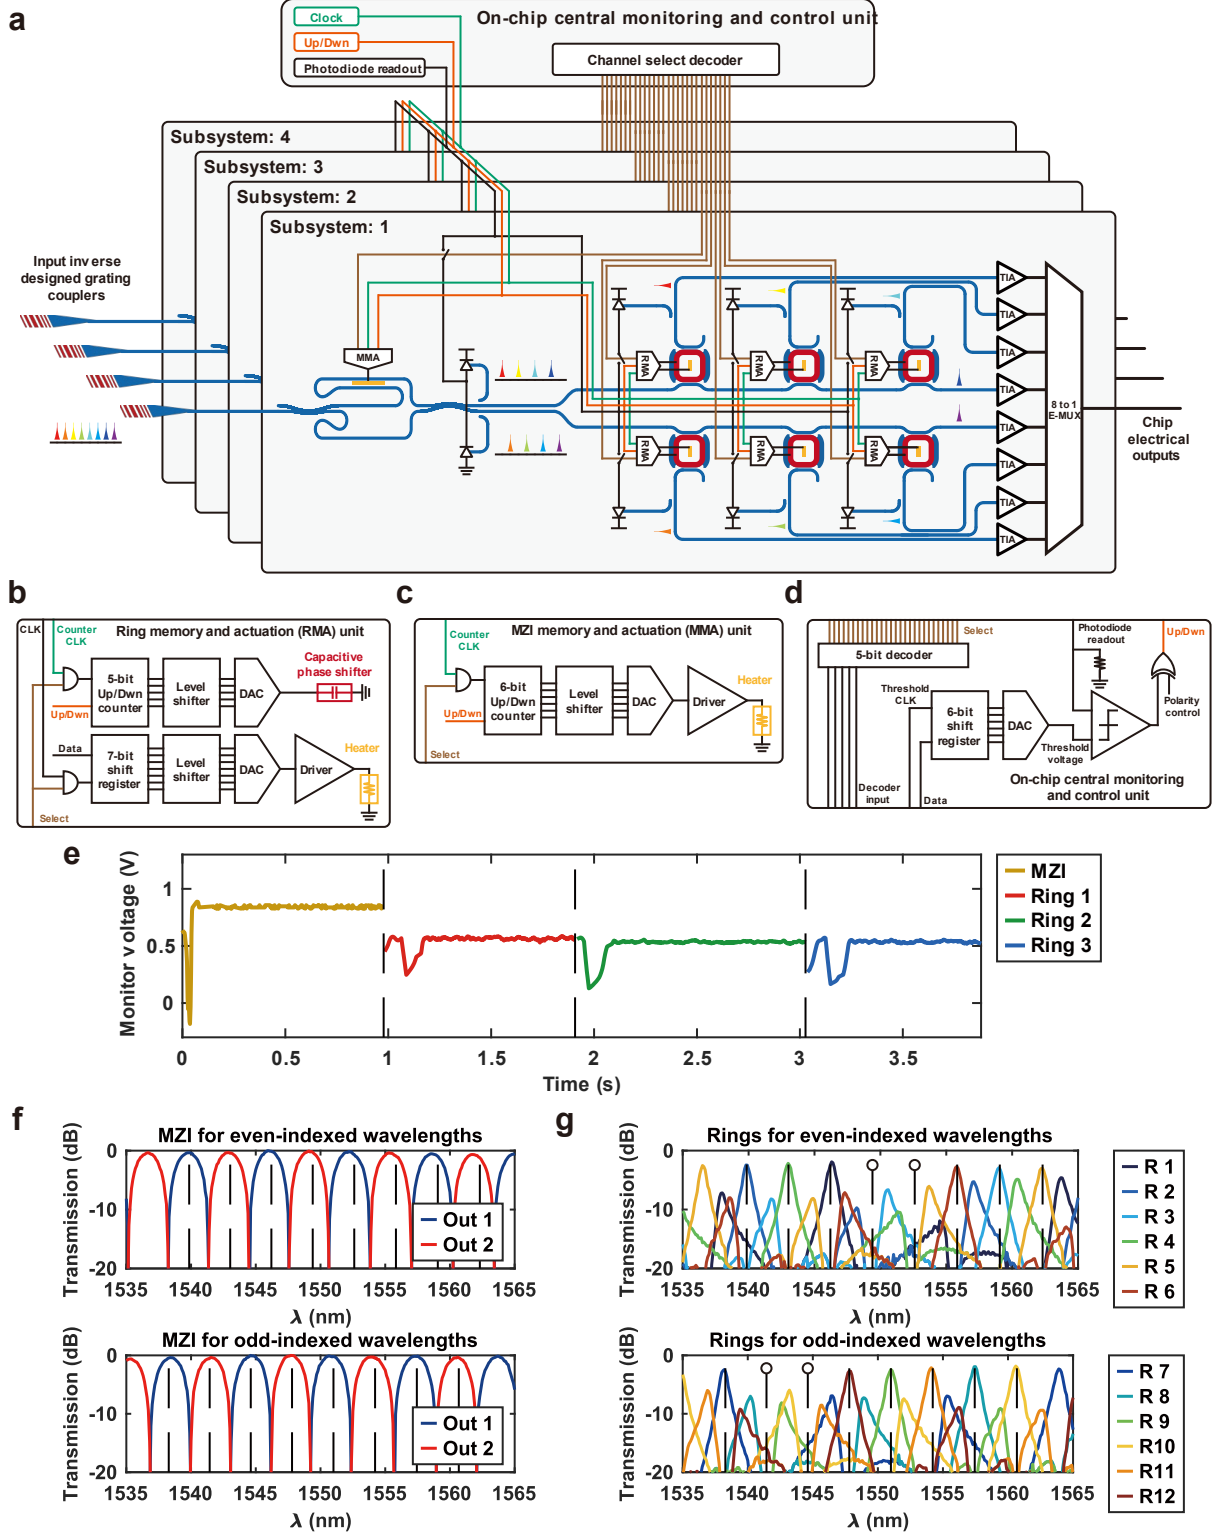 a
On-chip central monitoring and control unit
Clock
Up/Dwn
Photodiode readout
Channel select decoder
Subsystem: 4
Subsystem: 3
Subsystem: 2
Subsystem: 1
Input inverse
designed grating
couplers
MMA
RMA
RMA
RMA
RMA
RMA
RMA
TIA
TIA
TIA
TIA
TIA
TIA
TIA
TIA
8 to 1
E-MUX
Chip
electrical
outputs
b
CLK
Counter
CLK
Ring memory and actuation (RMA) unit
5-bit
Up/Dwn
counter
Level
shifter
DAC
Capacitive
phase shifter
Up/Dwn
Data
7-bit
shift
register
Level
shifter
DAC
Driver
Heater
Select
c
MZI memory and actuation (MMA) unit
Counter
CLK
6-bit
Up/Dwn
counter
Level
shifter
DAC
Driver
Heater
Up/Dwn
Select
d
Select
5-bit decoder
Photodiode
readout
Up/Dwn
Threshold
CLK
6-bit
shift
register
DAC
Threshold
voltage
Polarity
control
Decoder
input
Data
On-chip central monitoring
and control unit
e
Monitor voltage (V)
1
0.5
0
0
0.5
1
1.5
2
2.5
3
3.5
Time (s)
MZI
Ring 1
Ring 2
Ring 3
f
MZI for even-indexed wavelengths
Transmission (dB)
0
-10
-20
1535
1540
1545
1550
1555
1560
1565
λ (nm)
Out 1
Out 2
MZI for odd-indexed wavelengths
Transmission (dB)
0
-10
-20
1535
1540
1545
1550
1555
1560
1565
λ (nm)
Out 1
Out 2
g
Rings for even-indexed wavelengths
Transmission (dB)
0
-10
-20
1535
1540
1545
1550
1555
1560
1565
λ (nm)
R 1
R 2
R 3
R 4
R 5
R 6
Rings for odd-indexed wavelengths
Transmission (dB)
0
-10
-20
1535
1540
1545
1550
1555
1560
1565
λ (nm)
R 7
R 8
R 9
R10
R11
R12